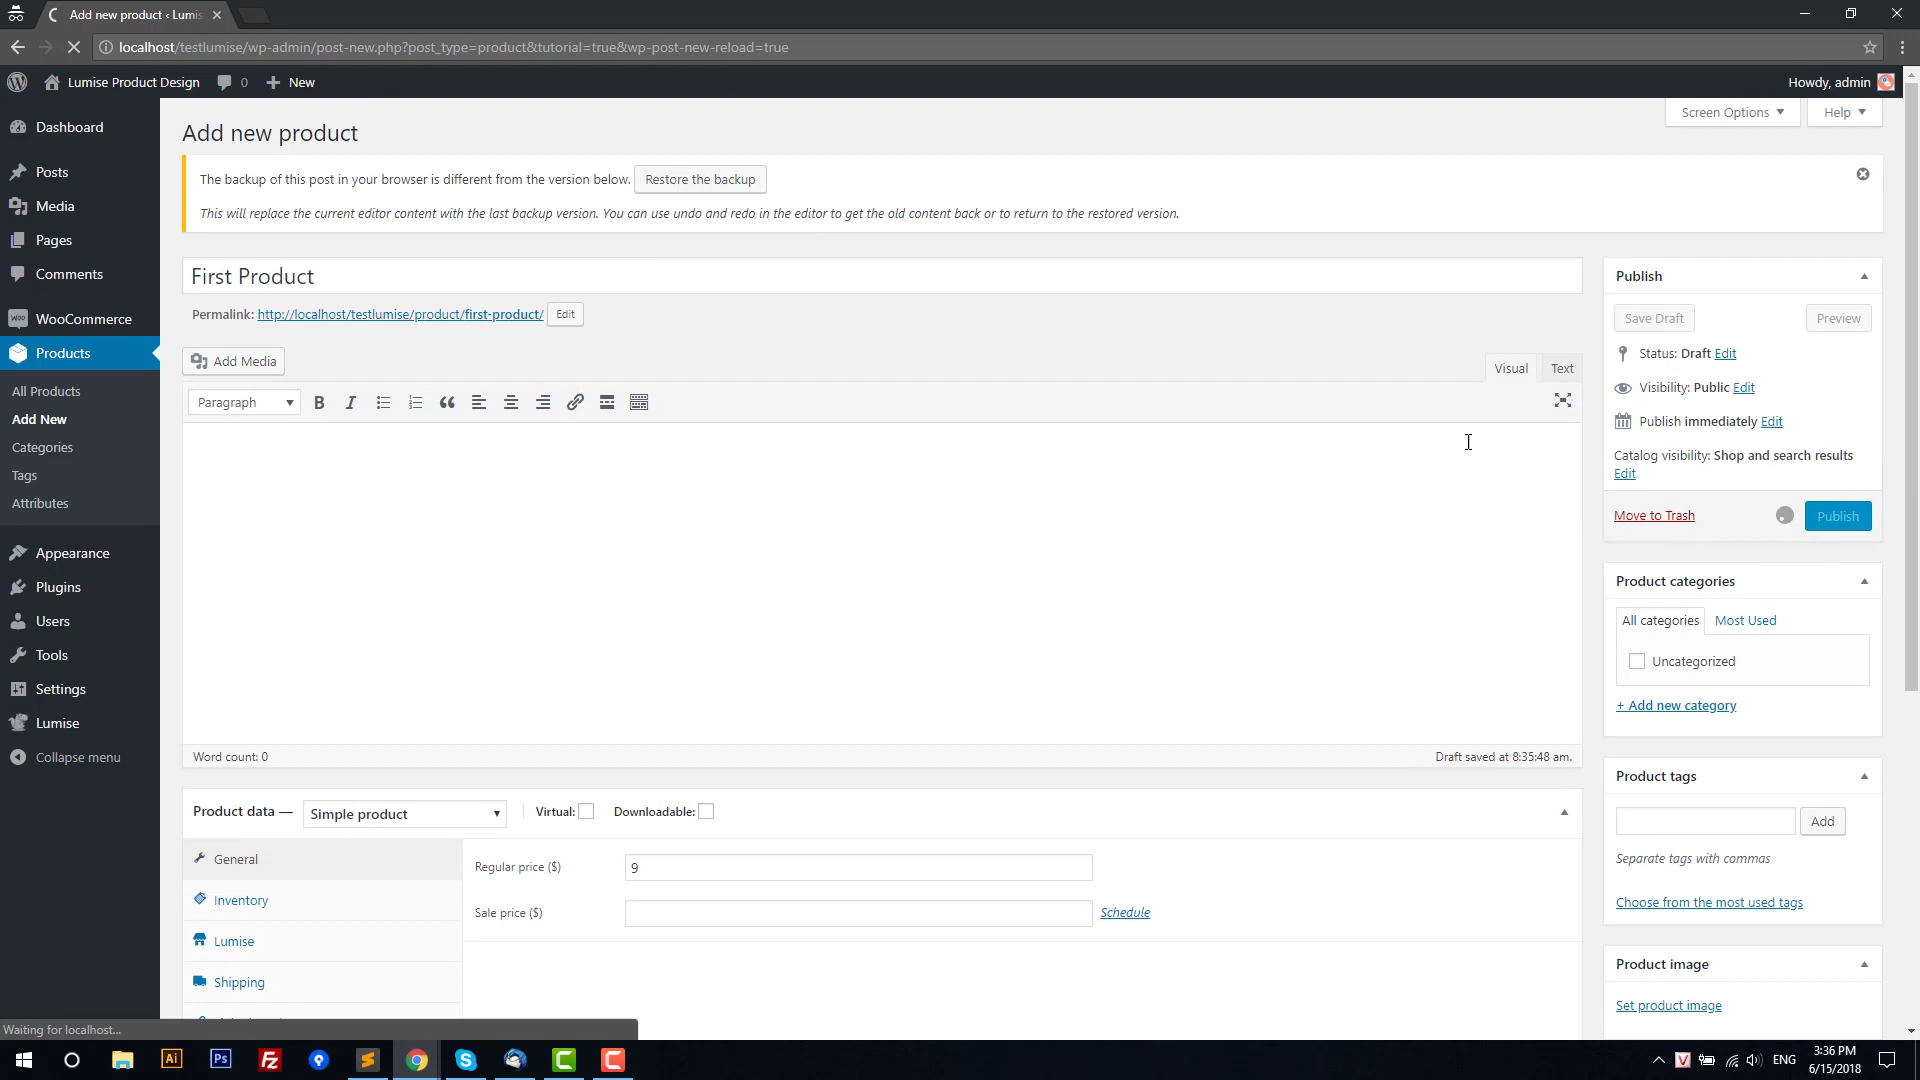 Add new product ‹ Lumis
localhost/testlumise/wp-admin/post-new.php?post_type=product&tutorial=true&wp-post-new-reload=true
Lumise Product Design
0
New
Howdy, admin
Dashboard
Posts
Media
Pages
Comments
WooCommerce
Products
All Products
Add New
Categories
Tags
Attributes
Appearance
Plugins
Users
Tools
Settings
Lumise
Collapse menu
Screen Options
Help
Add new product
The backup of this post in your browser is different from the version below. Restore the backup
This will replace the current editor content with the last backup version. You can use undo and redo in the editor to get the old content back or to return to the restored version.
First Product
Permalink: http://localhost/testlumise/product/first-product/ Edit
Add Media
Visual
Text
Paragraph
Word count: 0
Draft saved at 8:35:48 am.
Product data — Simple product
Virtual:
Downloadable:
General
Inventory
Lumise
Shipping
Regular price ($)
9
Sale price ($)
Schedule
Publish
Save Draft
Preview
Status: Draft Edit
Visibility: Public Edit
Publish immediately Edit
Catalog visibility: Shop and search results
Edit
Move to Trash
Publish
Product categories
All categories
Most Used
Uncategorized
+ Add new category
Product tags
Add
Separate tags with commas
Choose from the most used tags
Product image
Set product image
Waiting for localhost...
Ai
Ps
Fz
ENG
3:36 PM
6/15/2018